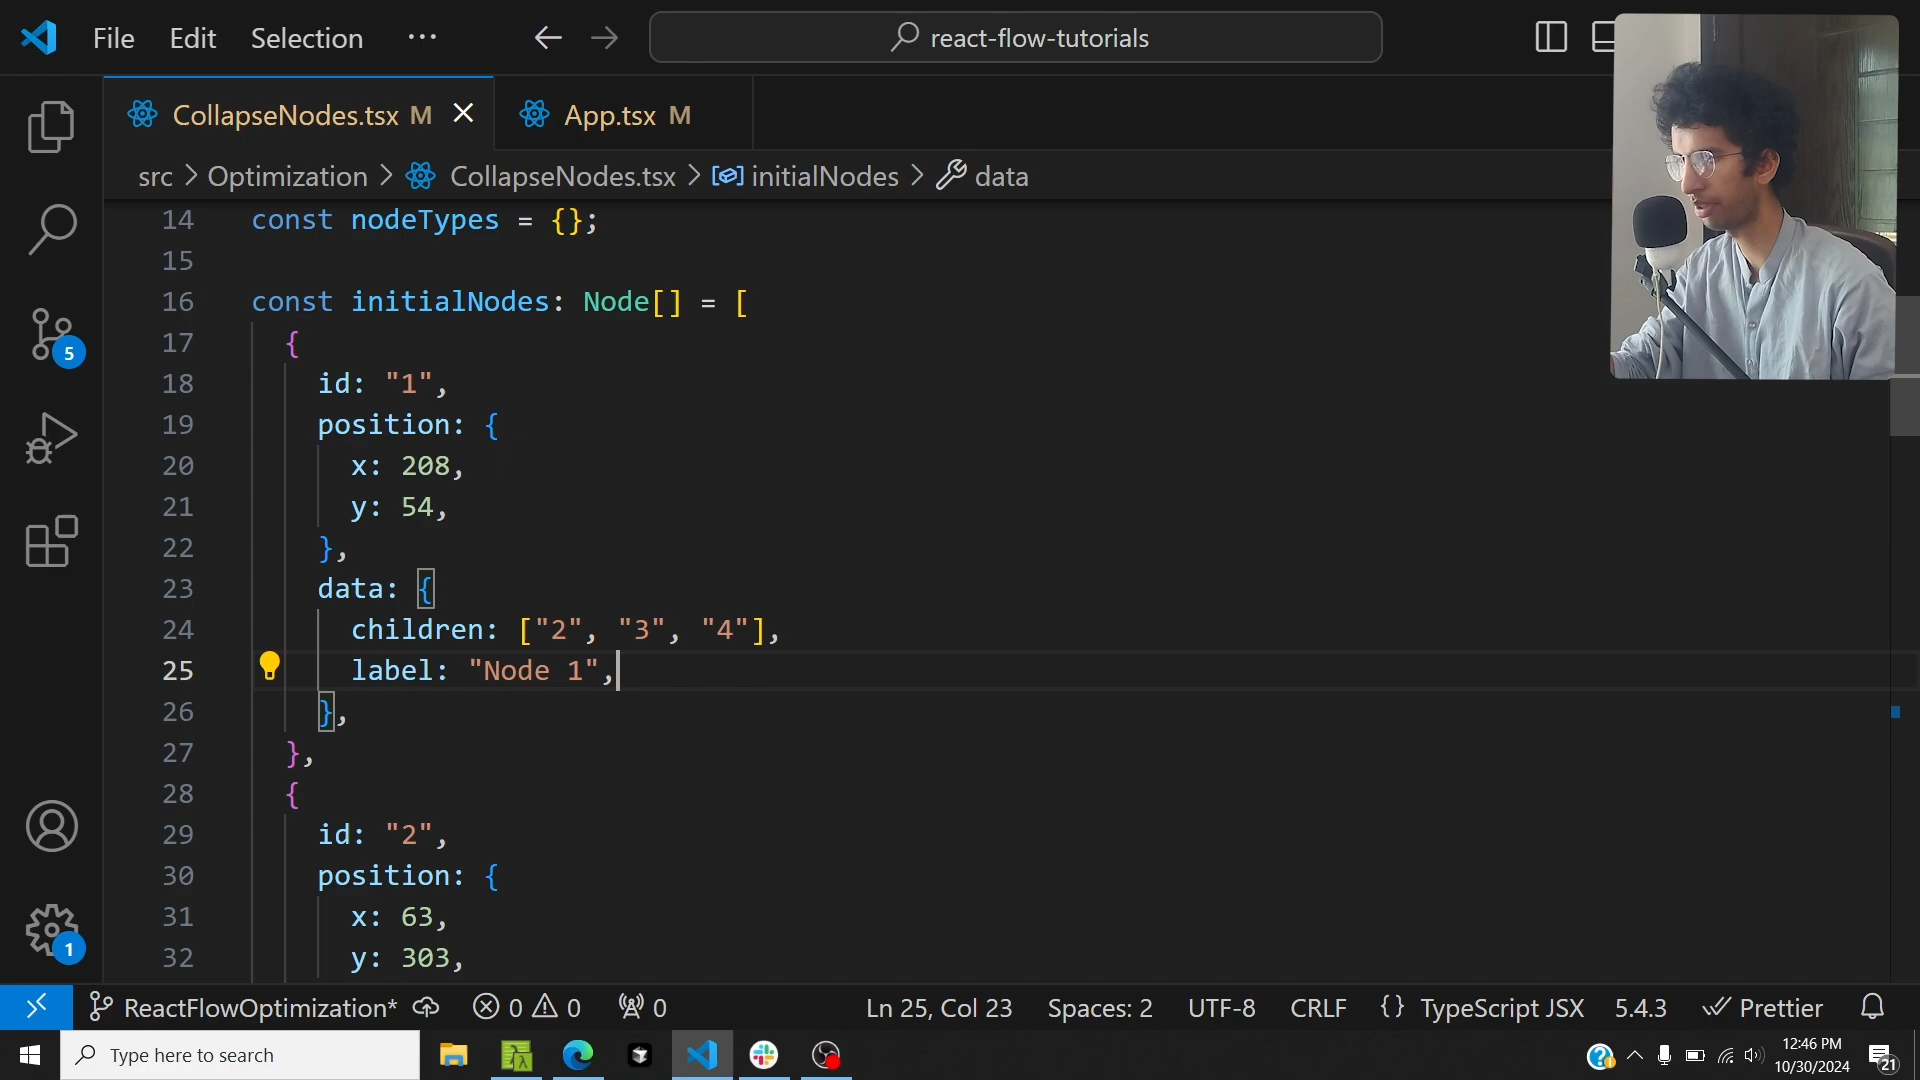 File Edit Selection ··· react-flow-tutorials
CollapseNodes.tsx M App.tsx M
src > Optimization > CollapseNodes.tsx > initialNodes > data
14 const nodeTypes = {};
15
16 const initialNodes: Node[] = [
17 {
18 id: "1",
19 position: {
20 x: 208,
21 y: 54,
22 },
23 data: {
24 children: ["2", "3", "4"],
25 label: "Node 1",
26 },
27 },
28 {
29 id: "2",
30 position: {
31 x: 63,
32 y: 303,
5
1
ReactFlowOptimization* 0 0 0 Ln 25, Col 23 Spaces: 2 UTF-8 CRLF {} TypeScript JSX 5.4.3 Prettier
Type here to search
12:46 PM
10/30/2024
21